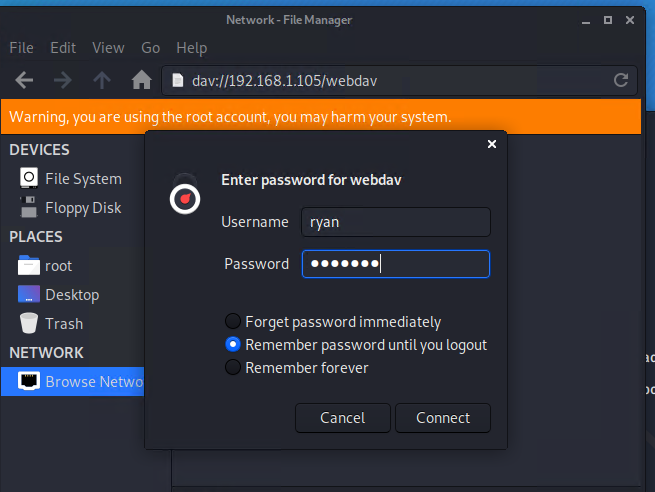 Network - File Manager
File Edit View Go Help
dav://192.168.1.105/webdav
Warning, you are using the root account, you may harm your system.
DEVICES
File System
Floppy Disk
PLACES
root
Desktop
Trash
NETWORK
Browse Netwo
Enter password for webdav
Username ryan
Password ●●●●●●●
Forget password immediately
Remember password until you logout
Remember forever
Cancel Connect